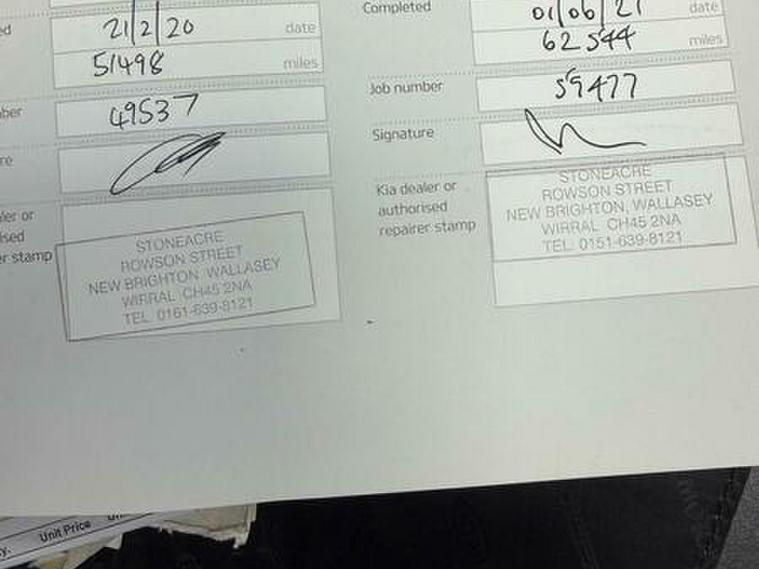 ed 21/2/20 date
51498 miles
ber 49537
re
ler or
ised
r stamp
STONEACRE
ROWSON STREET
NEW BRIGHTON WALLASEY
WIRRAL CH45 2NA
TEL 0151-639-8121
Completed 01/06/21 date
62544 miles
Job number 59477
Signature
Kia dealer or
authorised
repairer stamp
STONEACRE
ROWSON STREET
NEW BRIGHTON, WALLASEY
WIRRAL CH45 2NA
TEL: 0151-639-8121
y. Unit Price